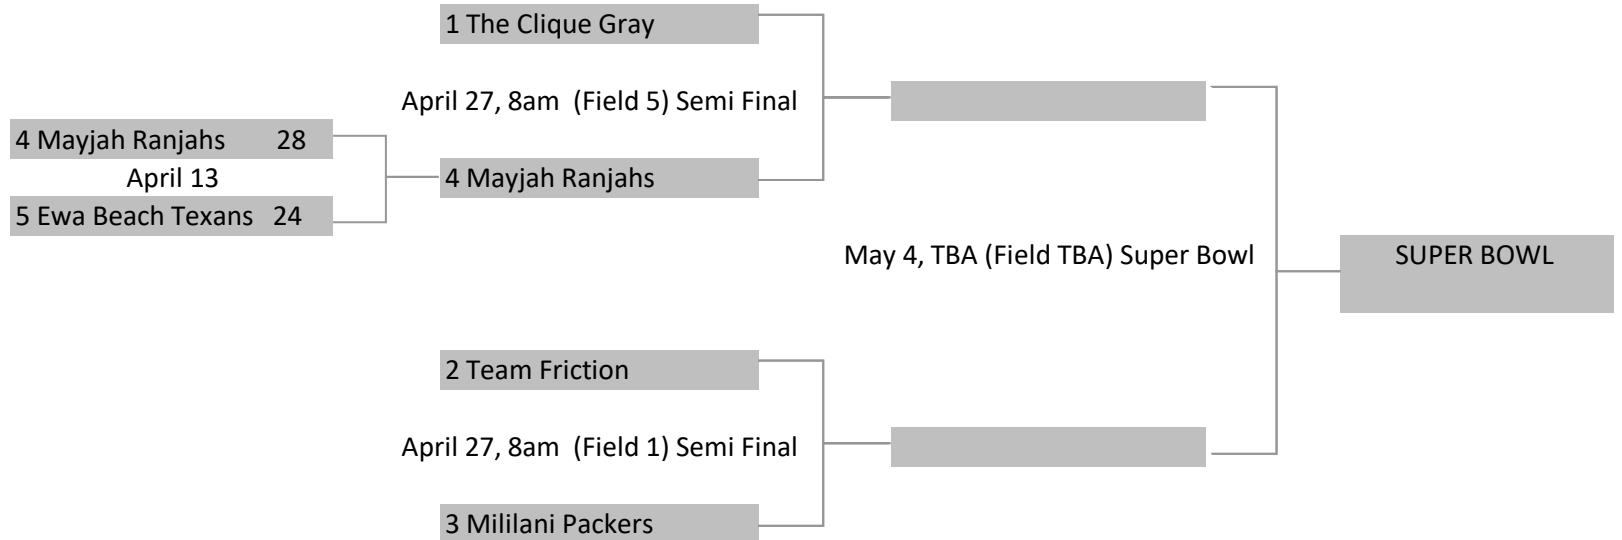 1 The Clique Gray
April 27, 8am  (Field 5) Semi Final
4 Mayjah Ranjahs 28
April 13
4 Mayjah Ranjahs
5 Ewa Beach Texans 24
May 4, TBA (Field TBA) Super Bowl
SUPER BOWL
2 Team Friction
April 27, 8am  (Field 1) Semi Final
3 Mililani Packers